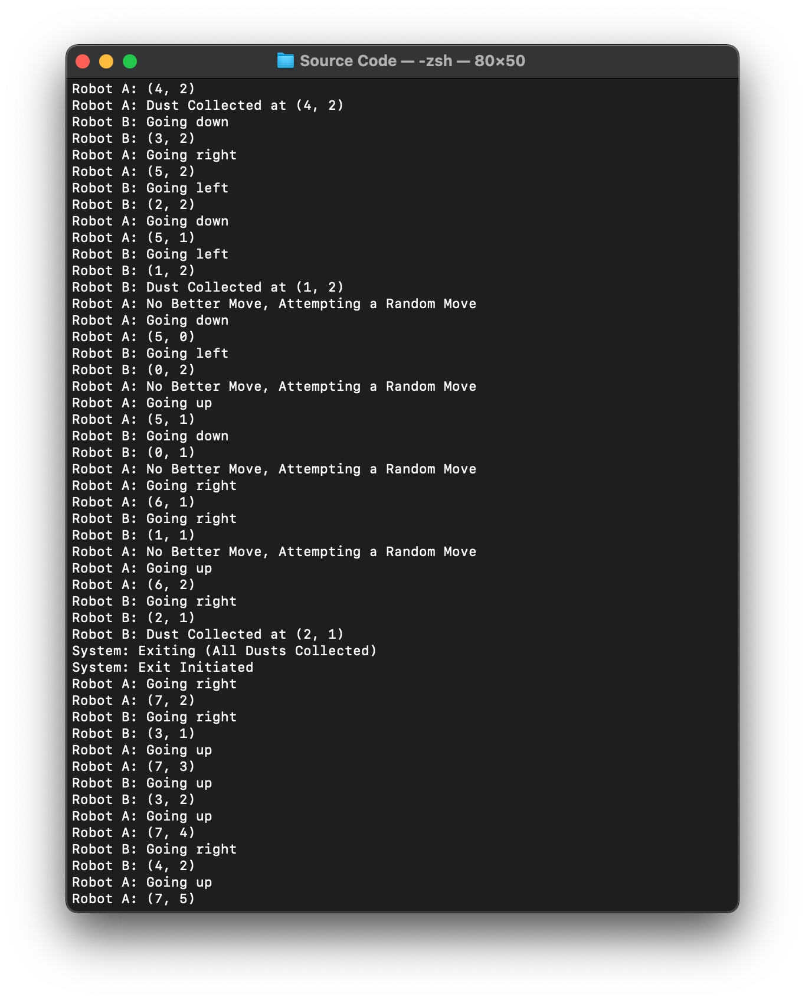 Source Code — -zsh — 80×50
Robot A: (4, 2)
Robot A: Dust Collected at (4, 2)
Robot B: Going down
Robot B: (3, 2)
Robot A: Going right
Robot A: (5, 2)
Robot B: Going left
Robot B: (2, 2)
Robot A: Going down
Robot A: (5, 1)
Robot B: Going left
Robot B: (1, 2)
Robot B: Dust Collected at (1, 2)
Robot A: No Better Move, Attempting a Random Move
Robot A: Going down
Robot A: (5, 0)
Robot B: Going left
Robot B: (0, 2)
Robot A: No Better Move, Attempting a Random Move
Robot A: Going up
Robot A: (5, 1)
Robot B: Going down
Robot B: (0, 1)
Robot A: No Better Move, Attempting a Random Move
Robot A: Going right
Robot A: (6, 1)
Robot B: Going right
Robot B: (1, 1)
Robot A: No Better Move, Attempting a Random Move
Robot A: Going up
Robot A: (6, 2)
Robot B: Going right
Robot B: (2, 1)
Robot B: Dust Collected at (2, 1)
System: Exiting (All Dusts Collected)
System: Exit Initiated
Robot A: Going right
Robot A: (7, 2)
Robot B: Going right
Robot B: (3, 1)
Robot A: Going up
Robot A: (7, 3)
Robot B: Going up
Robot B: (3, 2)
Robot A: Going up
Robot A: (7, 4)
Robot B: Going right
Robot B: (4, 2)
Robot A: Going up
Robot A: (7, 5)